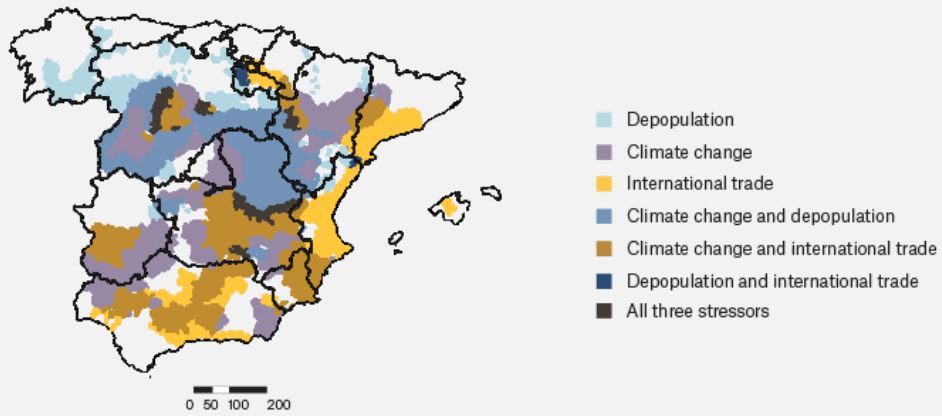 Depopulation
Climate change
International trade
Climate change and depopulation
Climate change and international trade
Depopulation and international trade
All three stressors
0 50 100 200